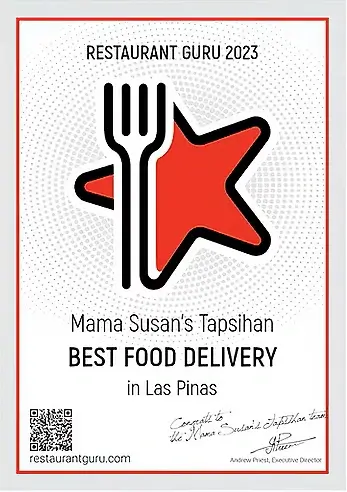 RESTAURANT GURU 2023
Mama Susan's Tapsihan
BEST FOOD DELIVERY
in Las Pinas
Congrats to
the Mama Susan's Tapsihan team
restaurantguru.com
Andrew Priest, Executive Director